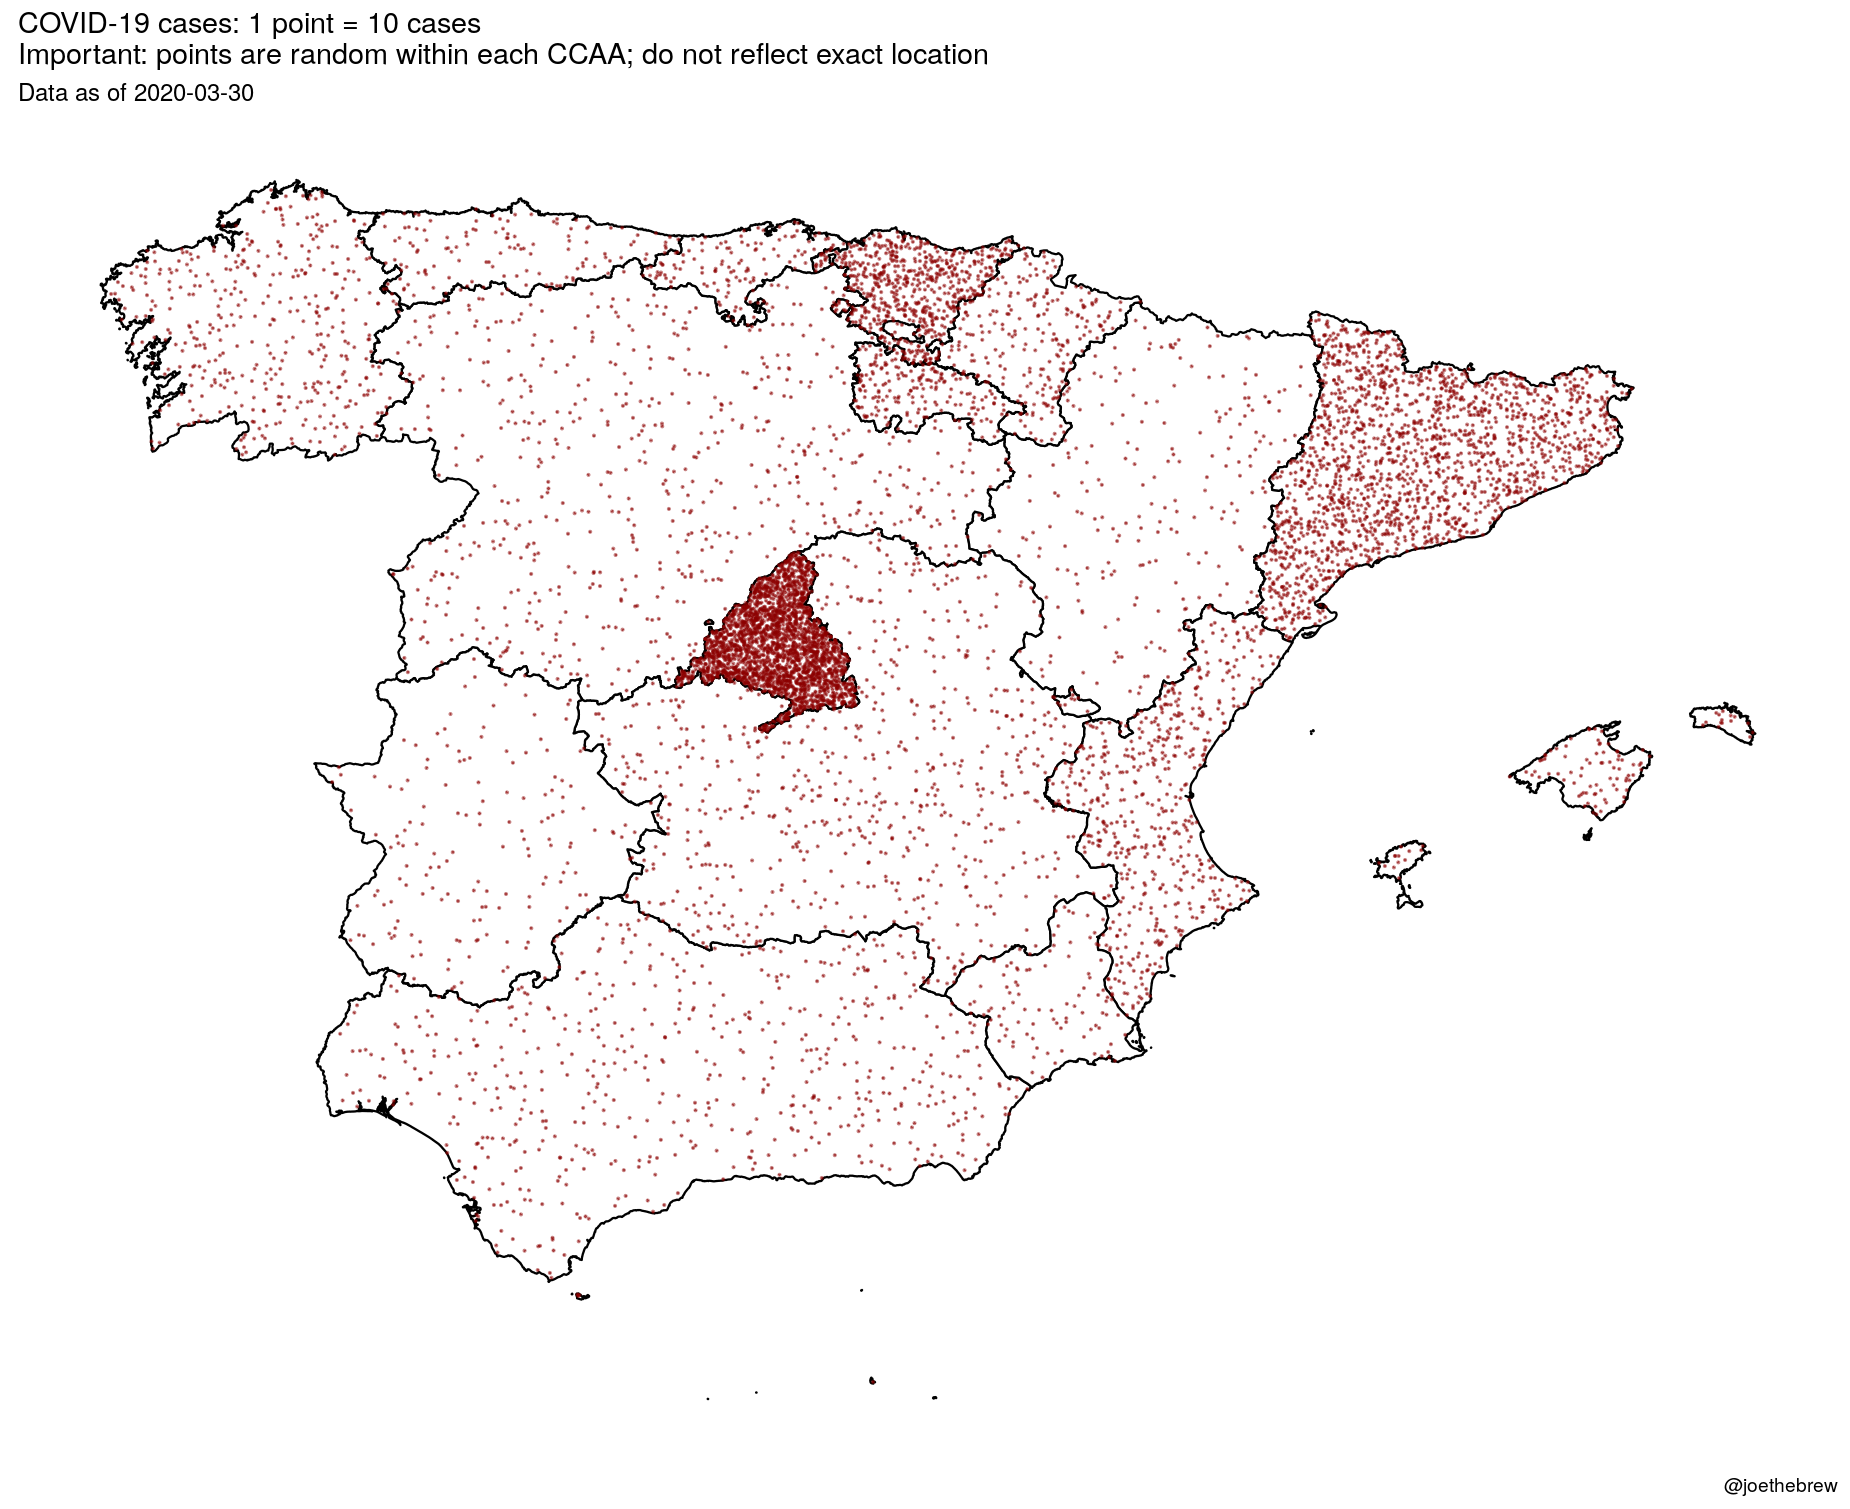 COVID-19 cases: 1 point = 10 cases
Important: points are random within each CCAA; do not reflect exact location
Data as of 2020-03-30
@joethebrew